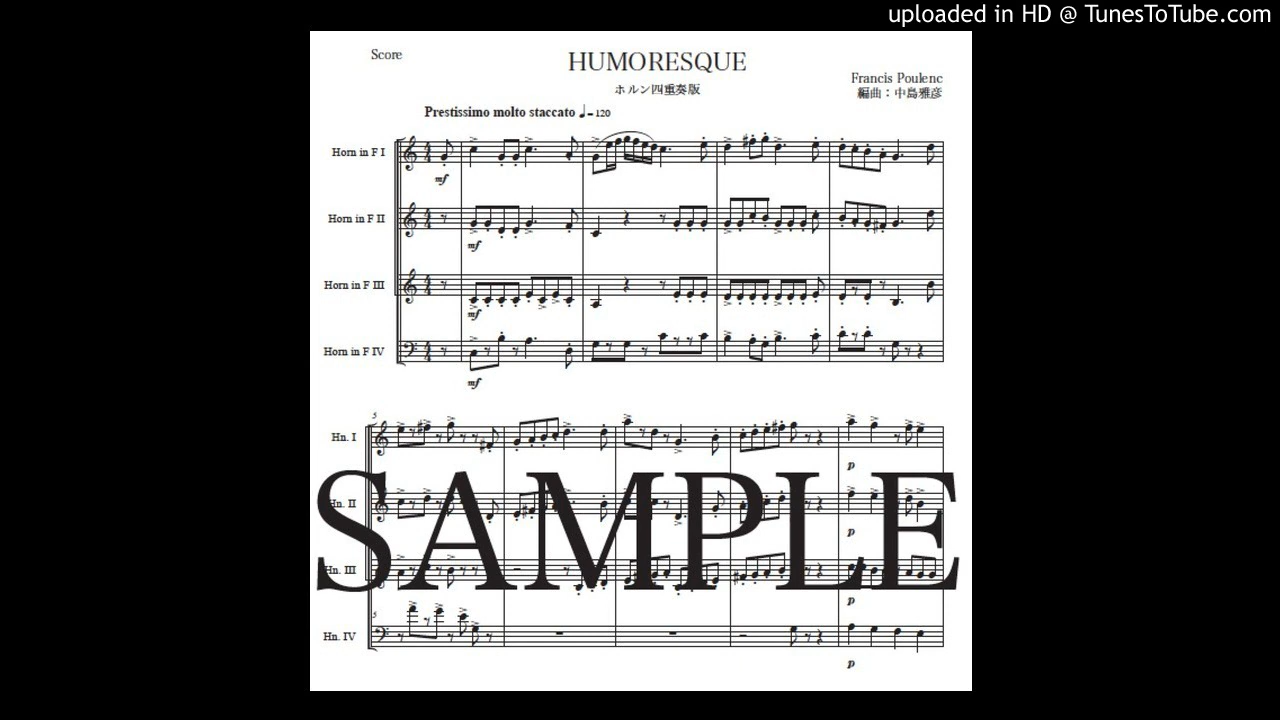 uploaded in HD @ TunesToTube.com
Score
HUMORESQUE
Francis Poulenc
ホルン四重奏版
編曲：中島雅彦
Prestissimo molto staccato ♩=120
Horn in F I
mf
Horn in F II
mf
Horn in F III
mf
Horn in F IV
mf
5
Hn. I
p
Hn. II
p
Hn. III
p
5
Hn. IV
p
SAMPLE